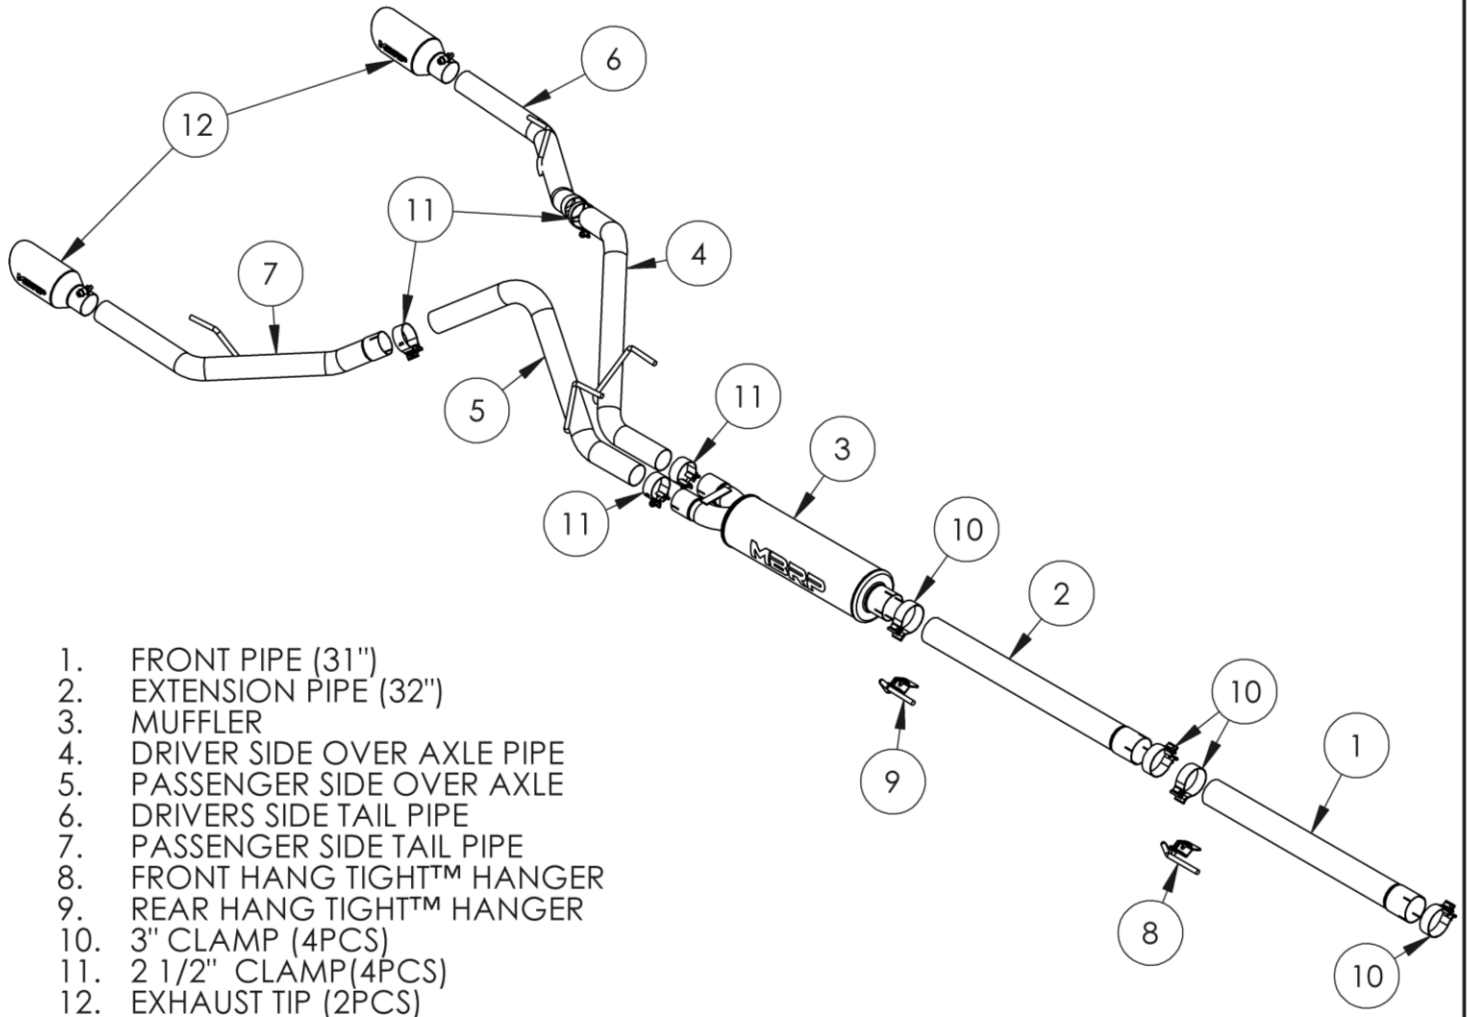 MBRP
6
12
11
4
MBRP
7
5
11
3
11
10
MBRP
2
10
1
9
8
10
1. FRONT PIPE (31")
2. EXTENSION PIPE (32")
3. MUFFLER
4. DRIVER SIDE OVER AXLE PIPE
5. PASSENGER SIDE OVER AXLE
6. DRIVERS SIDE TAIL PIPE
7. PASSENGER SIDE TAIL PIPE
8. FRONT HANG TIGHT™ HANGER
9. REAR HANG TIGHT™ HANGER
10. 3" CLAMP (4PCS)
11. 2 1/2" CLAMP(4PCS)
12. EXHAUST TIP (2PCS)